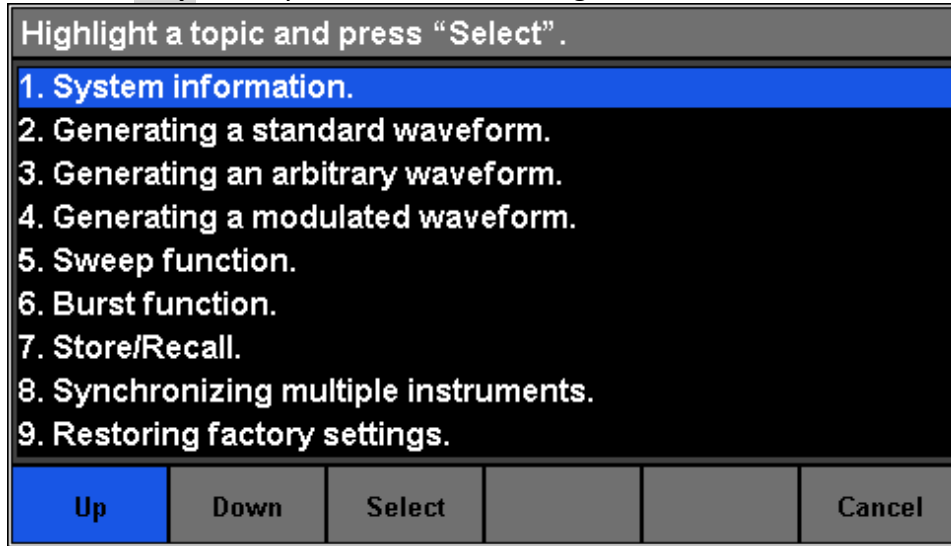 Highlight a topic and press “Select”.
1. System information.
2. Generating a standard waveform.
3. Generating an arbitrary waveform.
4. Generating a modulated waveform.
5. Sweep function.
6. Burst function.
7. Store/Recall.
8. Synchronizing multiple instruments.
9. Restoring factory settings.
Up Down Select Cancel